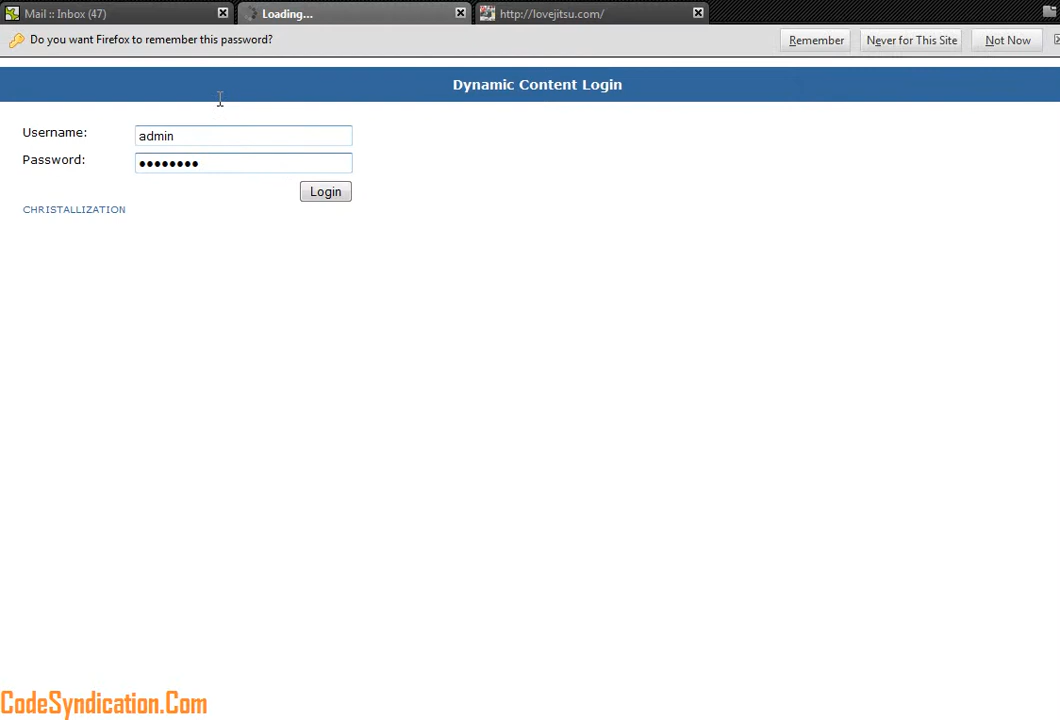 Mail :: Inbox (47)
Loading...
http://lovejitsu.com/
Do you want Firefox to remember this password?
Remember
Never for This Site
Not Now
Dynamic Content Login
Username:
admin
Password:
••••••••
Login
CHRISTALLIZATION
CodeSyndication.Com